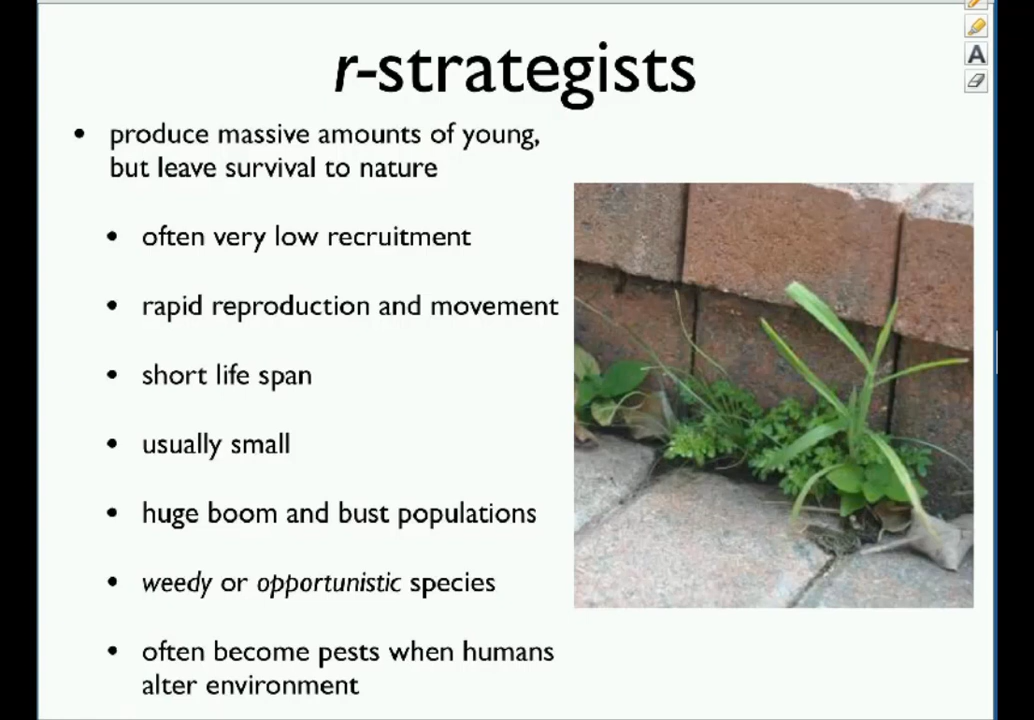 r-strategists
• produce massive amounts of young,
but leave survival to nature
• often very low recruitment
• rapid reproduction and movement
• short life span
• usually small
• huge boom and bust populations
• weedy or opportunistic species
• often become pests when humans
alter environment
A